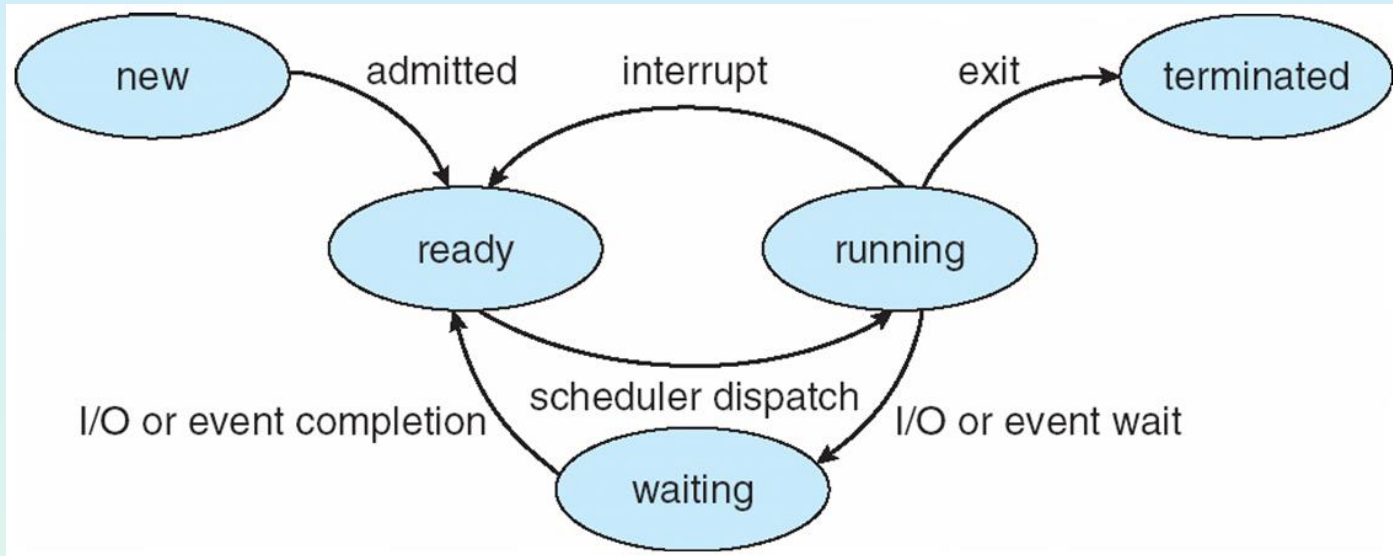 new
admitted
interrupt
exit
terminated
ready
running
scheduler dispatch
I/O or event completion
I/O or event wait
waiting